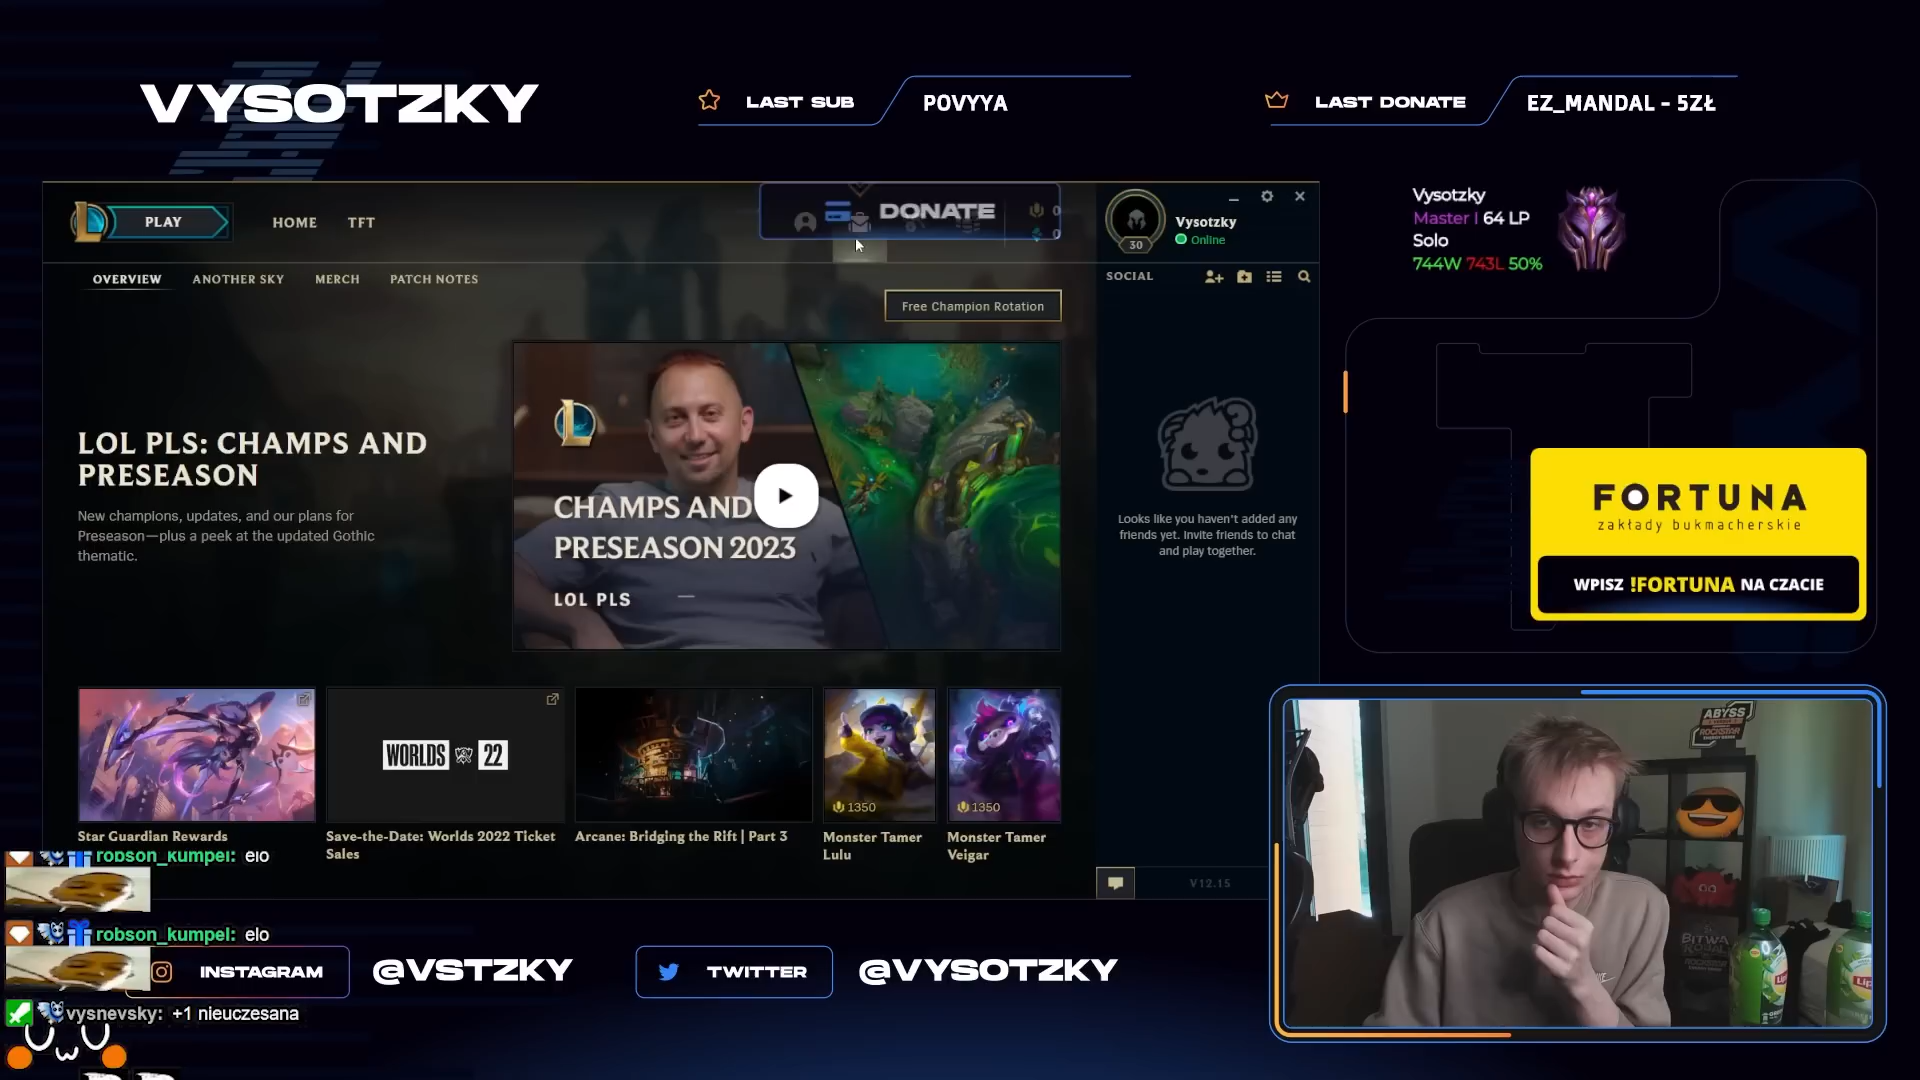 VYSOTZKY
LAST SUB
POVYYA
LAST DONATE
EZ_MANDAL - 5ZŁ
PLAY
HOME
TFT
DONATE
0
0
30
Vysotzky
Online
Vysotzky
Master I 64 LP
Solo
744W 743L 50%
OVERVIEW
ANOTHER SKY
MERCH
PATCH NOTES
SOCIAL
Free Champion Rotation
LOL PLS: CHAMPS AND
PRESEASON
New champions, updates, and our plans for
Preseason—plus a peek at the updated Gothic
thematic.
CHAMPS AND
PRESEASON 2023
LOL PLS
Looks like you haven't added any
friends yet. Invite friends to chat
and play together.
FORTUNA
zakłady bukmacherskie
WPISZ !FORTUNA NA CZACIE
WORLDS 22
1350
1350
Star Guardian Rewards
Save-the-Date: Worlds 2022 Ticket
Sales
Arcane: Bridging the Rift | Part 3
Monster Tamer
Lulu
Monster Tamer
Veigar
V12.15
ABYSS
ROCKSTAR
BITWA
ROCKSTAR
robson_kumpel: elo
robson_kumpel: elo
vysnevsky: +1 nieuczesana
INSTAGRAM
@VSTZKY
TWITTER
@VYSOTZKY